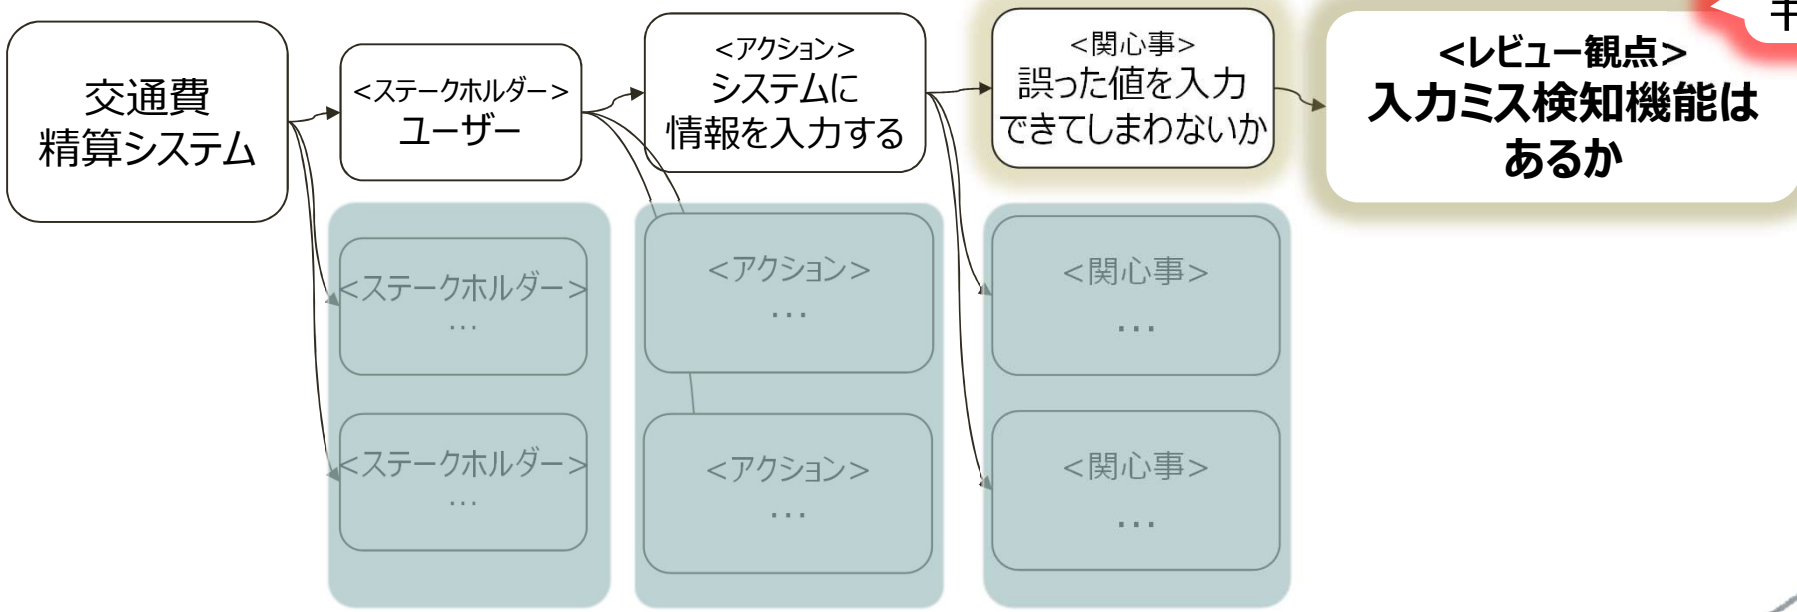 交通費
精算システム
<ステークホルダー>
ユーザー
<アクション>
システムに
情報を入力する
<関心事>
誤った値を入力
できてしまわないか
<レビュー観点>
入力ミス検知機能は
あるか
<ステークホルダー>
…
<アクション>
…
<関心事>
…
<ステークホルダー>
…
<アクション>
…
<関心事>
…